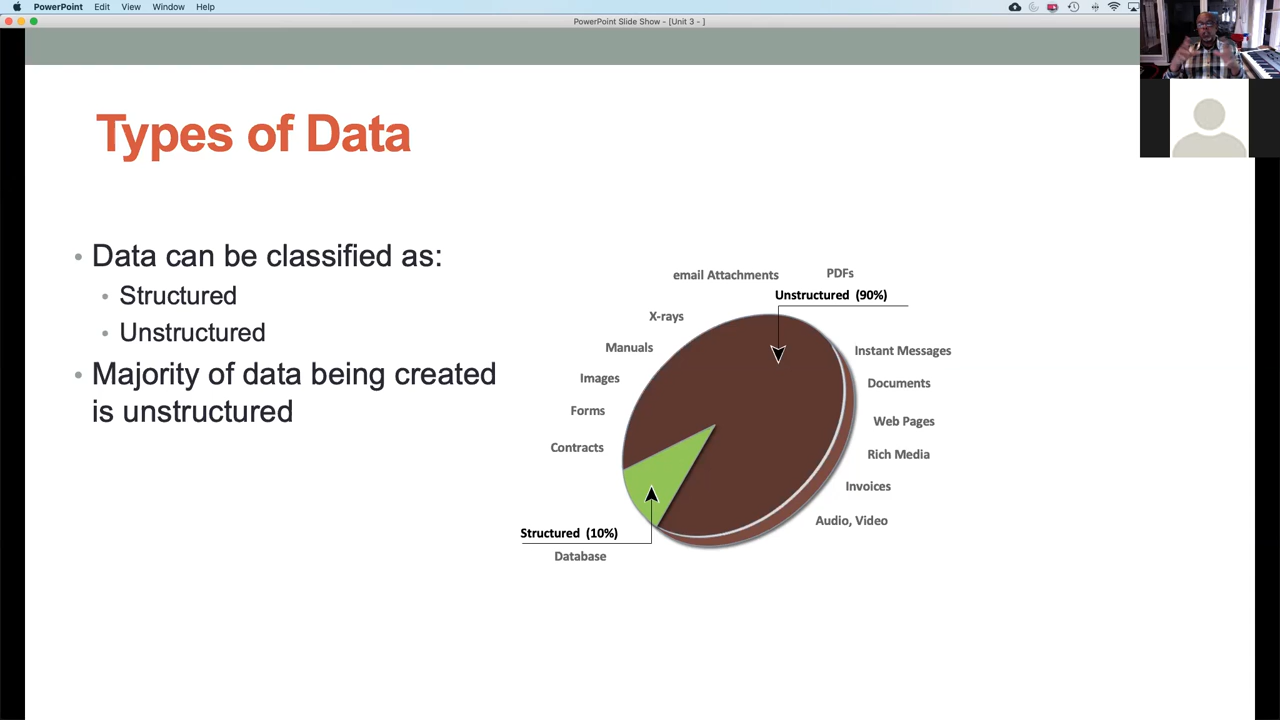 PowerPoint Edit View Window Help
PowerPoint Slide Show - [Unit 3 - ]
Types of Data
Data can be classified as:
Structured
Unstructured
Majority of data being created
is unstructured
email Attachments
PDFs
Unstructured (90%)
X-rays
Manuals
Images
Forms
Contracts
Instant Messages
Documents
Web Pages
Rich Media
Invoices
Audio, Video
Structured (10%)
Database